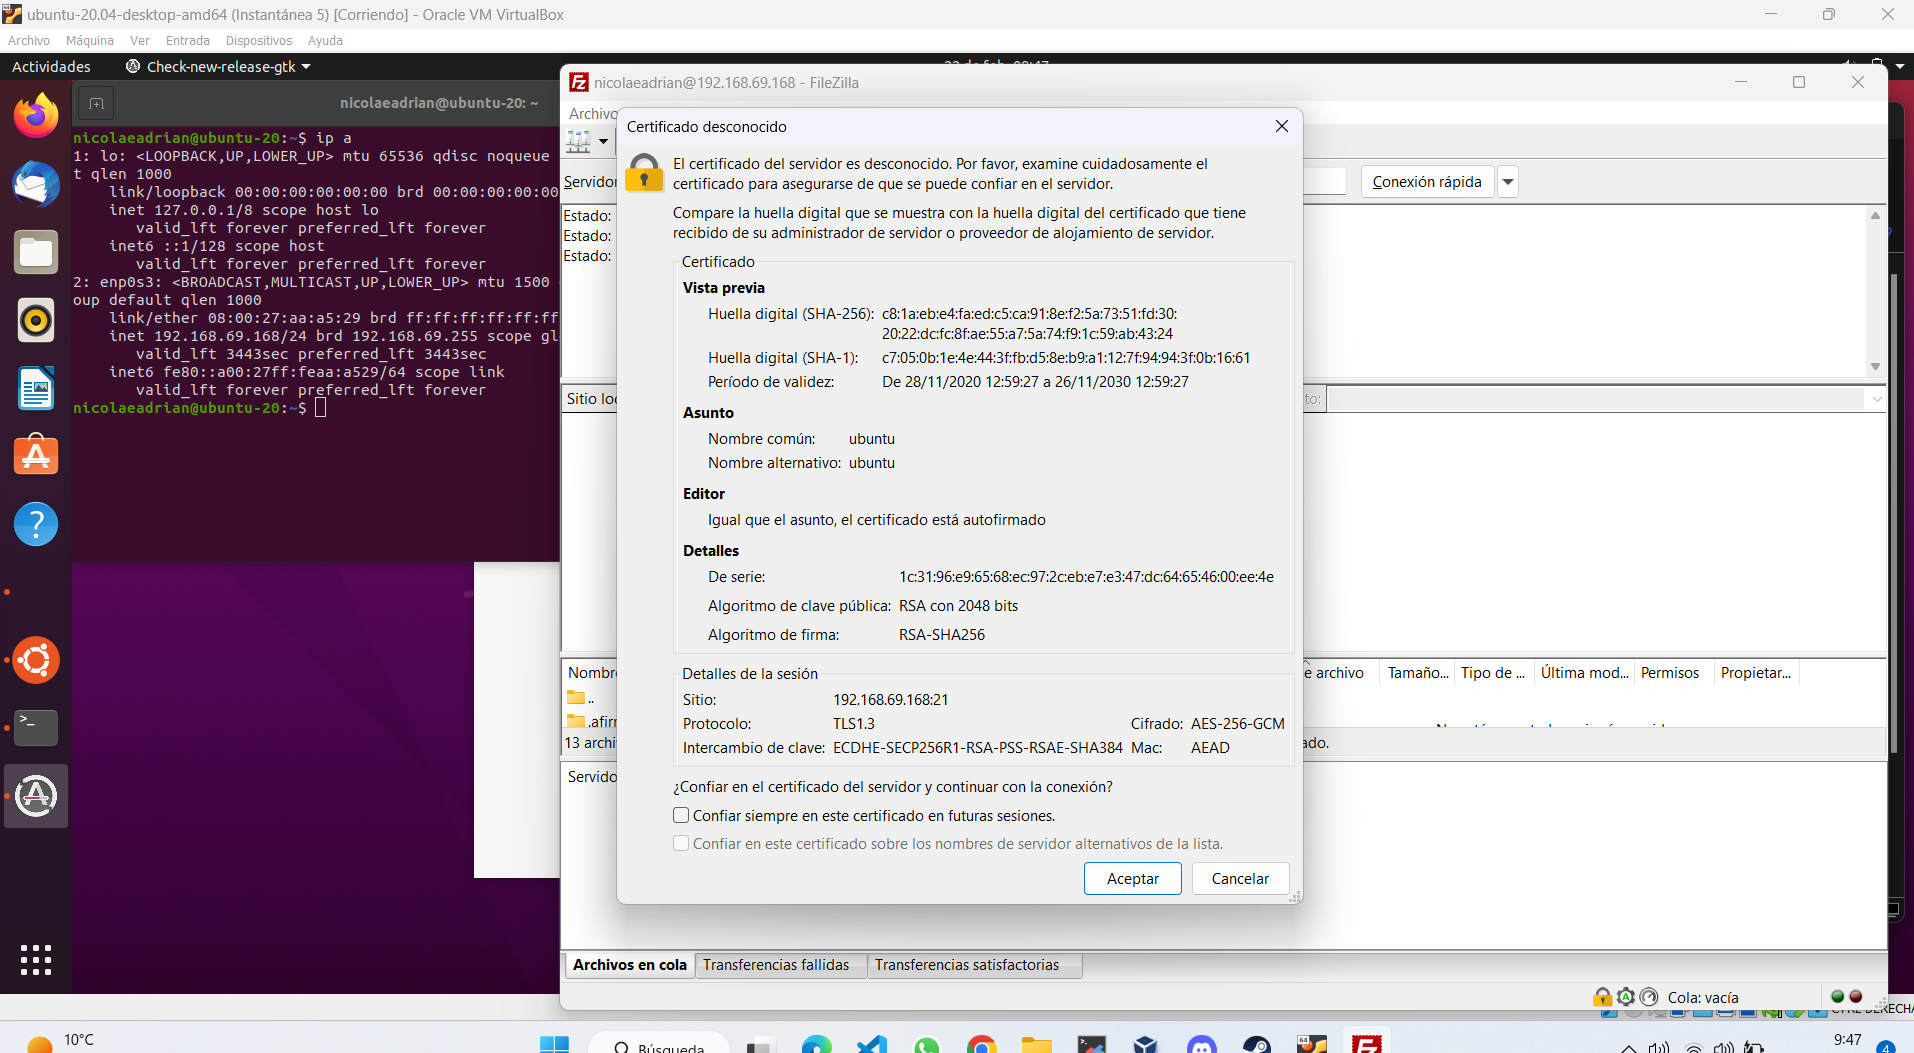 ubuntu-20.04-desktop-amd64 (Instantánea 5) [Corriendo] - Oracle VM VirtualBox
Archivo Máquina Ver Entrada Dispositivos Ayuda
Actividades Check-new-release-gtk
nicolaeadrian@ubuntu-20: ~
nicolaeadrian@ubuntu-20:~$ ip a
1: lo: <LOOPBACK,UP,LOWER_UP> mtu 65536 qdisc noqueue
t qlen 1000
link/loopback 00:00:00:00:00:00 brd 00:00:00:00:00
inet 127.0.0.1/8 scope host lo
valid_lft forever preferred_lft forever
inet6 ::1/128 scope host
valid_lft forever preferred_lft forever
2: enp0s3: <BROADCAST,MULTICAST,UP,LOWER_UP> mtu 1500
oup default qlen 1000
link/ether 08:00:27:aa:a5:29 brd ff:ff:ff:ff:ff:ff
inet 192.168.69.168/24 brd 192.168.69.255 scope gl
valid_lft 3443sec preferred_lft 3443sec
inet6 fe80::a00:27ff:feaa:a529/64 scope link
valid_lft forever preferred_lft forever
nicolaeadrian@ubuntu-20:~$
nicolaeadrian@192.168.69.168 - FileZilla
Archivo
Servidor
Conexión rápida
Estado:
Estado:
Estado:
Sitio loc
to:
Nombre
..
.afirr
13 archi
e archivo Tamaño... Tipo de ... Última mod... Permisos Propietar...
ado.
Servido
Certificado desconocido
El certificado del servidor es desconocido. Por favor, examine cuidadosamente el
certificado para asegurarse de que se puede confiar en el servidor.
Compare la huella digital que se muestra con la huella digital del certificado que tiene
recibido de su administrador de servidor o proveedor de alojamiento de servidor.
Certificado
Vista previa
Huella digital (SHA-256): c8:1a:eb:e4:fa:ed:c5:ca:91:8e:f2:5a:73:51:fd:30:
20:22:dc:fc:8f:ae:55:a7:5a:74:f9:1c:59:ab:43:24
Huella digital (SHA-1): c7:05:0b:1e:4e:44:3f:fb:d5:8e:b9:a1:12:7f:94:94:3f:0b:16:61
Período de validez: De 28/11/2020 12:59:27 a 26/11/2030 12:59:27
Asunto
Nombre común: ubuntu
Nombre alternativo: ubuntu
Editor
Igual que el asunto, el certificado está autofirmado
Detalles
De serie: 1c:31:96:e9:65:68:ec:97:2c:eb:e7:e3:47:dc:64:65:46:00:ee:4e
Algoritmo de clave pública: RSA con 2048 bits
Algoritmo de firma: RSA-SHA256
Detalles de la sesión
Sitio: 192.168.69.168:21
Protocolo: TLS1.3 Cifrado: AES-256-GCM
Intercambio de clave: ECDHE-SECP256R1-RSA-PSS-RSAE-SHA384 Mac: AEAD
¿Confiar en el certificado del servidor y continuar con la conexión?
Confiar siempre en este certificado en futuras sesiones.
Confiar en este certificado sobre los nombres de servidor alternativos de la lista.
Aceptar Cancelar
Archivos en cola Transferencias fallidas Transferencias satisfactorias
Cola: vacía
10°C
Búsqueda
9:47
4